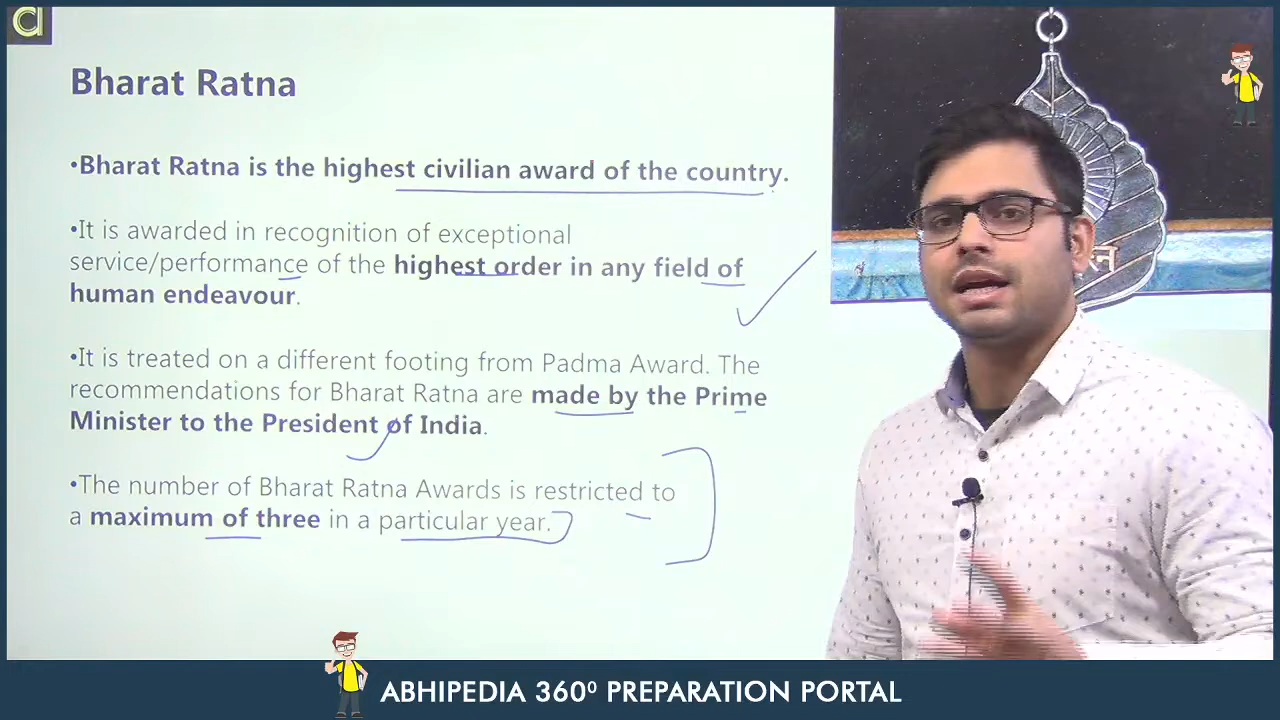 Bharat Ratna
•Bharat Ratna is the highest civilian award of the country.
•It is awarded in recognition of exceptional
service/performance of the highest order in any field of
human endeavour.
•It is treated on a different footing from Padma Award. The
recommendations for Bharat Ratna are made by the Prime
Minister to the President of India.
•The number of Bharat Ratna Awards is restricted to
a maximum of three in a particular year.
ABHIPEDIA 360⁰ PREPARATION PORTAL